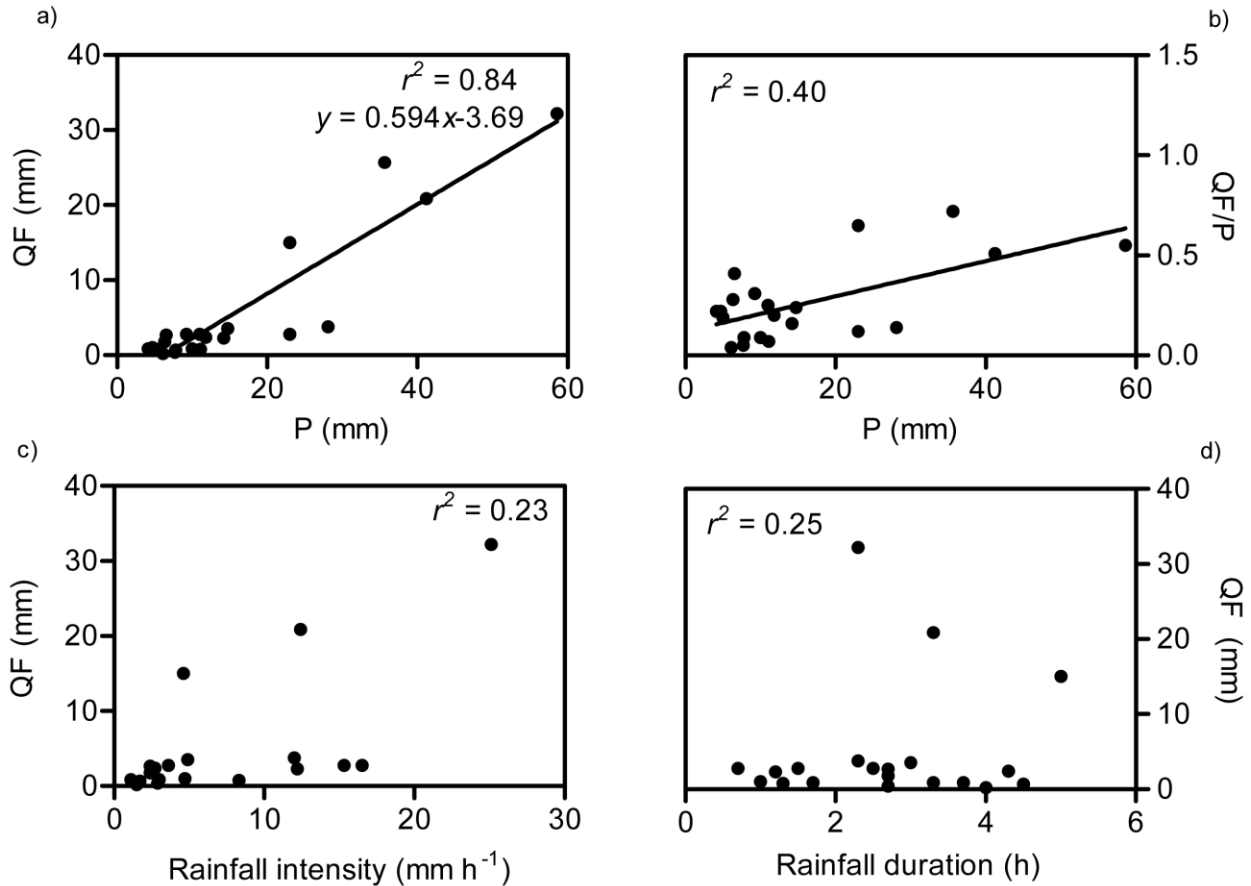 a)
40
30
20
10
0
QF (mm)
r² = 0.84
y = 0.594x-3.69
0 20 40 60
P (mm)
b)
1.5
1.0
0.5
0.0
QF/P
r² = 0.40
0 20 40 60
P (mm)
c)
40
30
20
10
0
QF (mm)
r² = 0.23
0 10 20 30
Rainfall intensity (mm h⁻¹)
d)
40
30
20
10
0
QF (mm)
r² = 0.25
0 2 4 6
Rainfall duration (h)